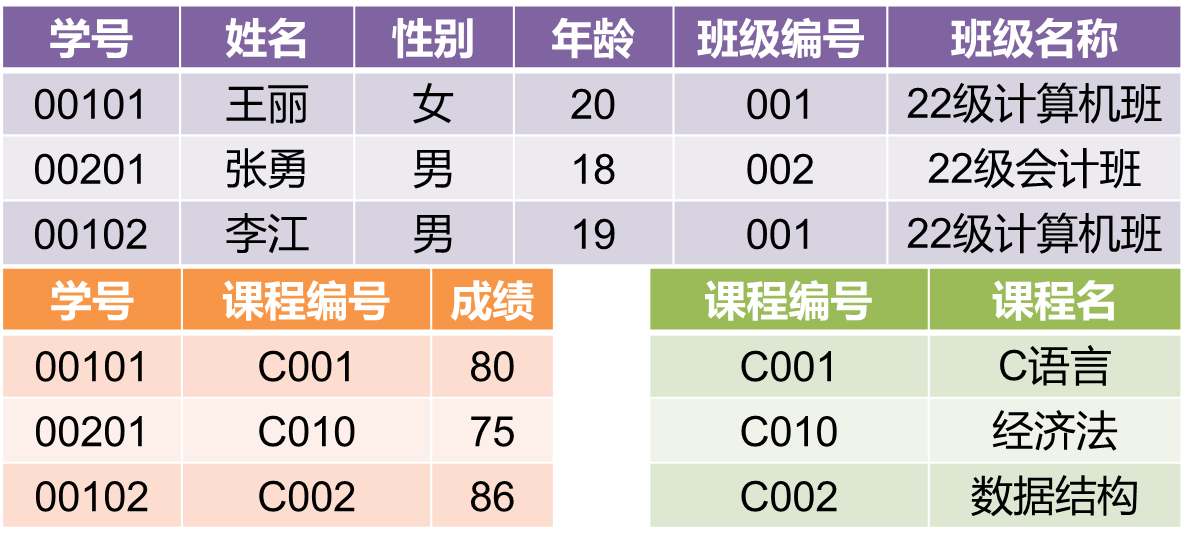 学号 姓名 性别 年龄 班级编号 班级名称
00101 王丽 女 20 001 22级计算机班
00201 张勇 男 18 002 22级会计班
00102 李江 男 19 001 22级计算机班
学号 课程编号 成绩
00101 C001 80
00201 C010 75
00102 C002 86
课程编号 课程名
C001 C语言
C010 经济法
C002 数据结构